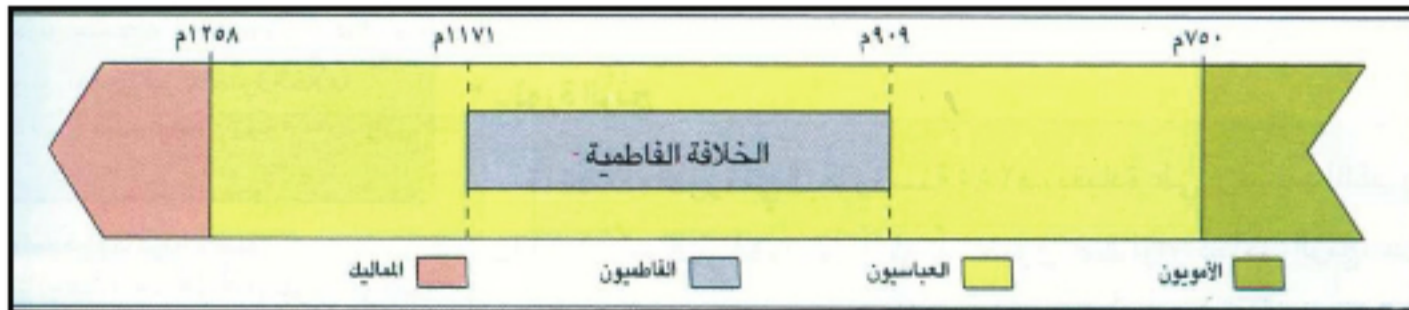 ٧٥٠م ٩٠٩م ١١٧١م ١٢٥٨م
الخلافة الفاطمية
الأمويون العباسيون الفاطميون المماليك